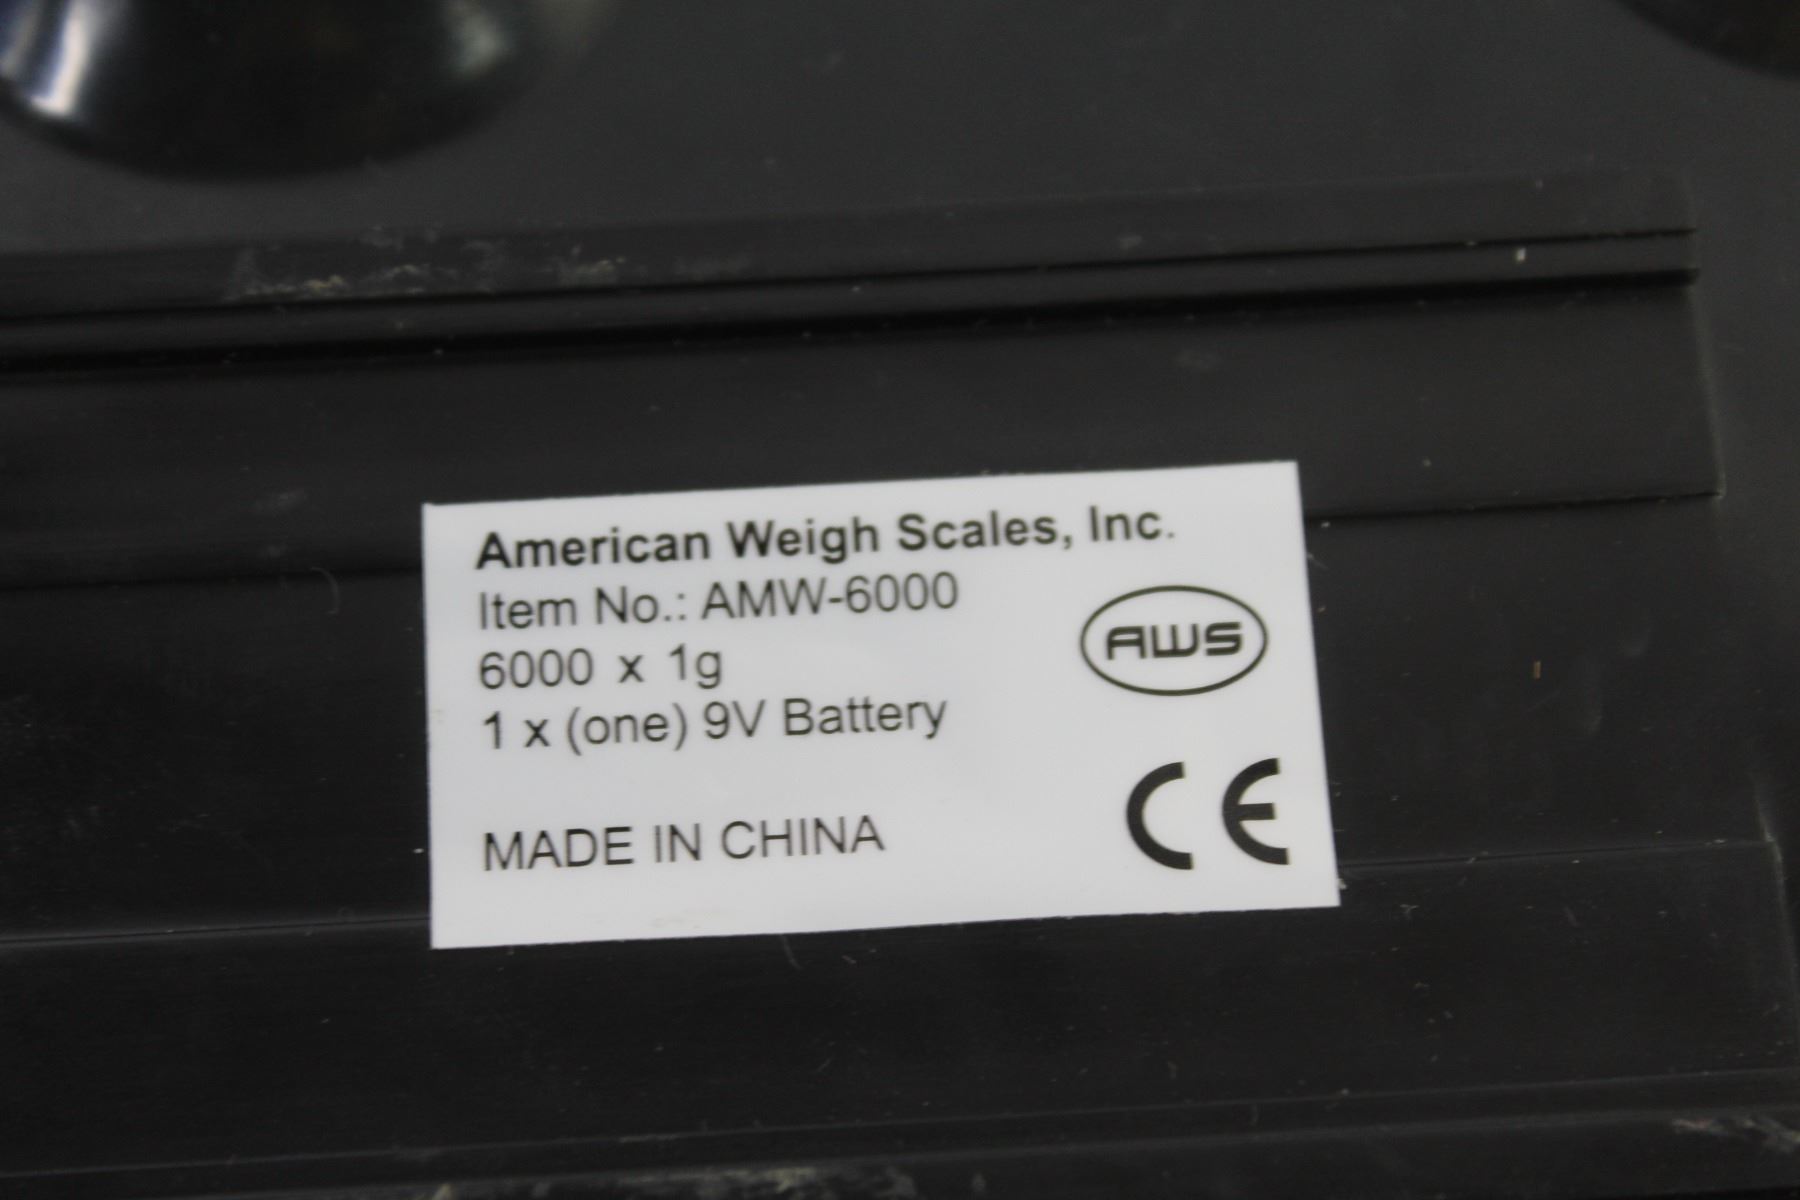 American Weigh Scales, Inc.
Item No.: AMW-6000
6000 x 1g
1 x (one) 9V Battery
MADE IN CHINA
AWS
CE